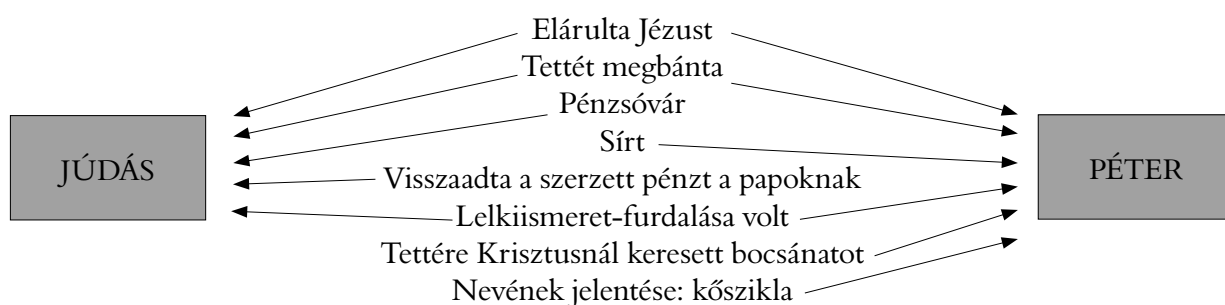 Elárulta Jézust
Tettét megbánta
Pénzsóvár
Sírt
JÚDÁS
PÉTER
Visszaadta a szerzett pénzt a papoknak
Lelkiismeret-furdalása volt
Tettére Krisztusnál keresett bocsánatot
Nevének jelentése: kőszikla